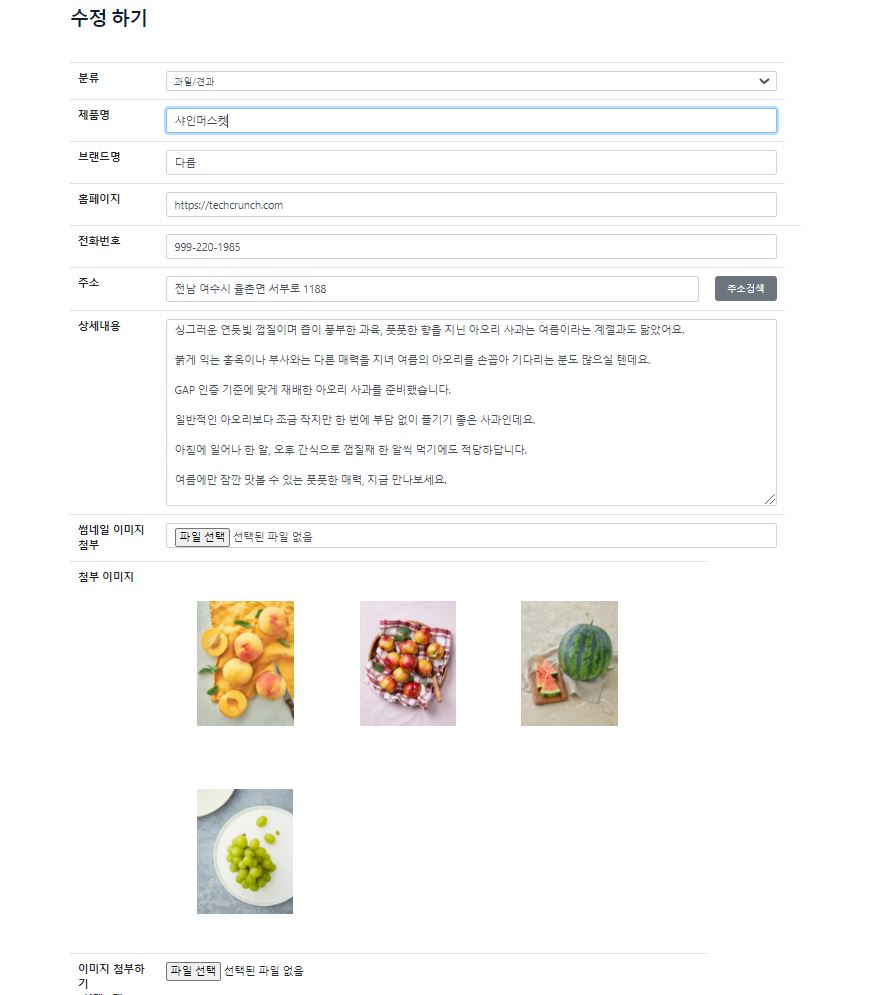 수정 하기
분류
과일/견과
제품명
샤인머스켓
브랜드명
다름
홈페이지
https://techcrunch.com
전화번호
999-220-1985
주소
전남 여수시 율촌면 서부로 1188
주소검색
상세내용
싱그러운 연둣빛 껍질이며 즙이 풍부한 과육, 풋풋한 향을 지닌 아오리 사과는 여름이라는 계절과도 닮았어요.
붉게 익는 홍옥이나 부사와는 다른 매력을 지녀 여름의 아오리를 손꼽아 기다리는 분도 많으실 텐데요.
GAP 인증 기준에 맞게 재배한 아오리 사과를 준비했습니다.
일반적인 아오리보다 조금 작지만 한 번에 부담 없이 즐기기 좋은 사과인데요.
아침에 일어나 한 알, 오후 간식으로 껍질째 한 알씩 먹기에도 적당하답니다.
여름에만 잠깐 맛볼 수 있는 풋풋한 매력, 지금 만나보세요.
썸네일 이미지
첨부
파일 선택 선택된 파일 없음
첨부 이미지
이미지 첨부하
기
파일 선택 선택된 파일 없음